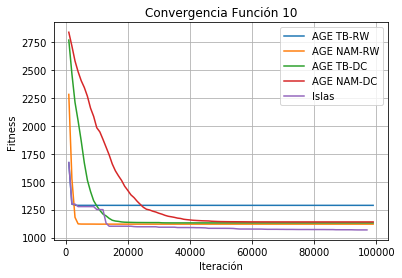 Convergencia Función 10
AGE TB-RW
AGE NAM-RW
AGE TB-DC
AGE NAM-DC
Islas
Fitness
2750
2500
2250
2000
1750
1500
1250
1000
0
20000
40000
60000
80000
100000
Iteración